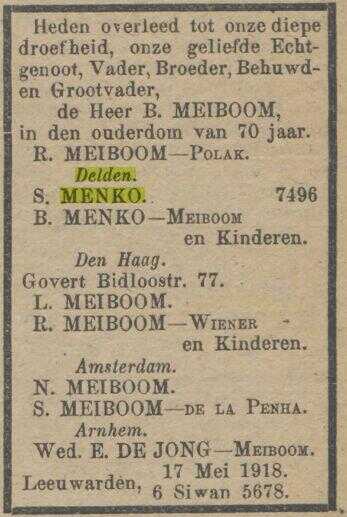 Heden overleed tot onze diepe
droefheid, onze geliefde Echt-
genoot, Vader, Broeder, Behuwd-
en Grootvader,
de Heer B. MEIBOOM,
in den ouderdom van 70 jaar.
R. MEIBOOM—POLAK.
Delden.
S. MENKO. 7496
B. MENKO—MEIBOOM
en Kinderen.
Den Haag.
Govert Bidloostr. 77.
L. MEIBOOM.
R. MEIBOOM—WIENER
en Kinderen.
Amsterdam.
N. MEIBOOM.
S. MEIBOOM—DE LA PENHA.
Arnhem.
Wed. E. DE JONG—MEIBOOM.
17 Mei 1918.
Leeuwarden,
6 Siwan 5678.